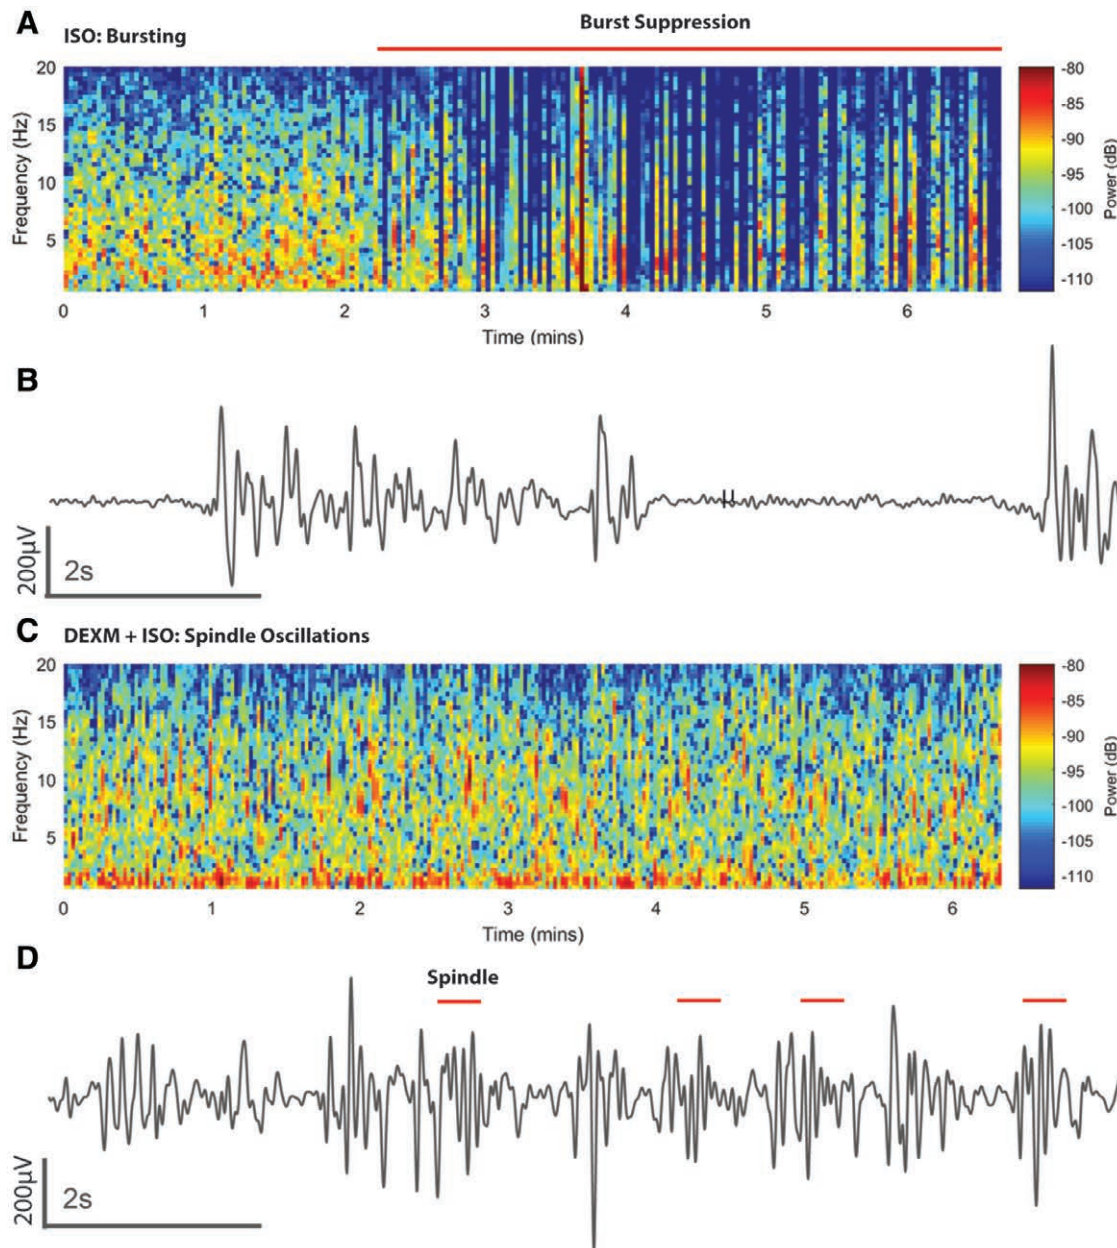 A
ISO: Bursting
Burst Suppression
20
15
10
5
Frequency (Hz)
0 1 2 3 4 5 6
Time (mins)
-80
-85
-90
-95
-100
-105
-110
Power (dB)
B
200µV
2s
C
DEXM + ISO: Spindle Oscillations
20
15
10
5
Frequency (Hz)
0 1 2 3 4 5 6
Time (mins)
-80
-85
-90
-95
-100
-105
-110
Power (dB)
D
Spindle
200µV
2s